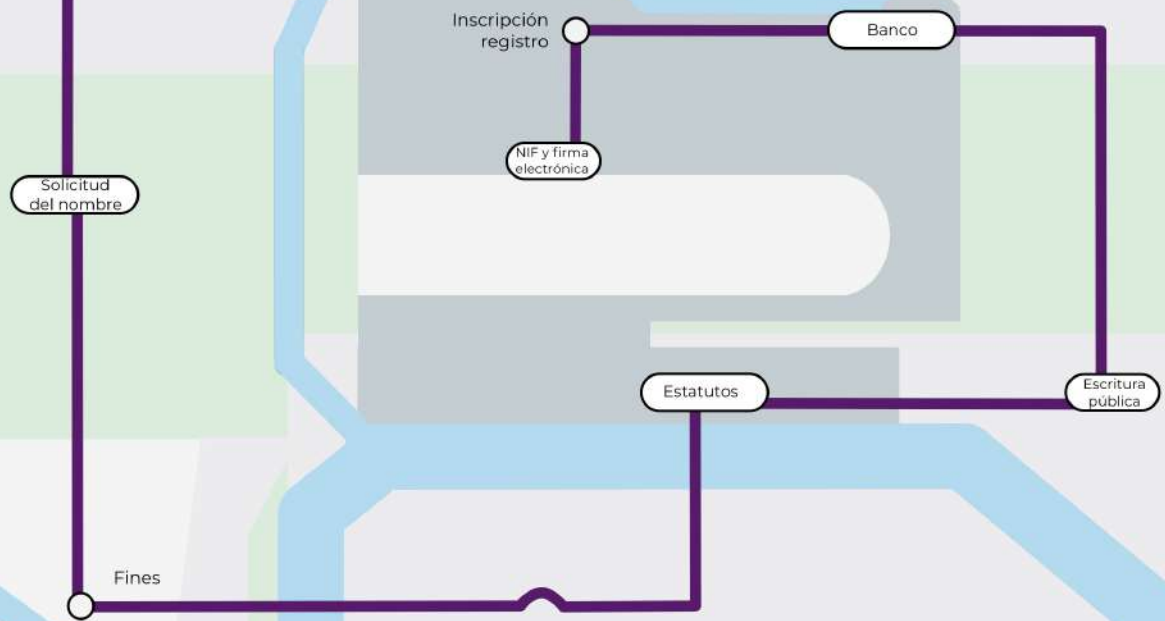 Inscripción
registro
Banco
NIF y firma
electrónica
Solicitud
del nombre
Estatutos
Escritura
pública
Fines